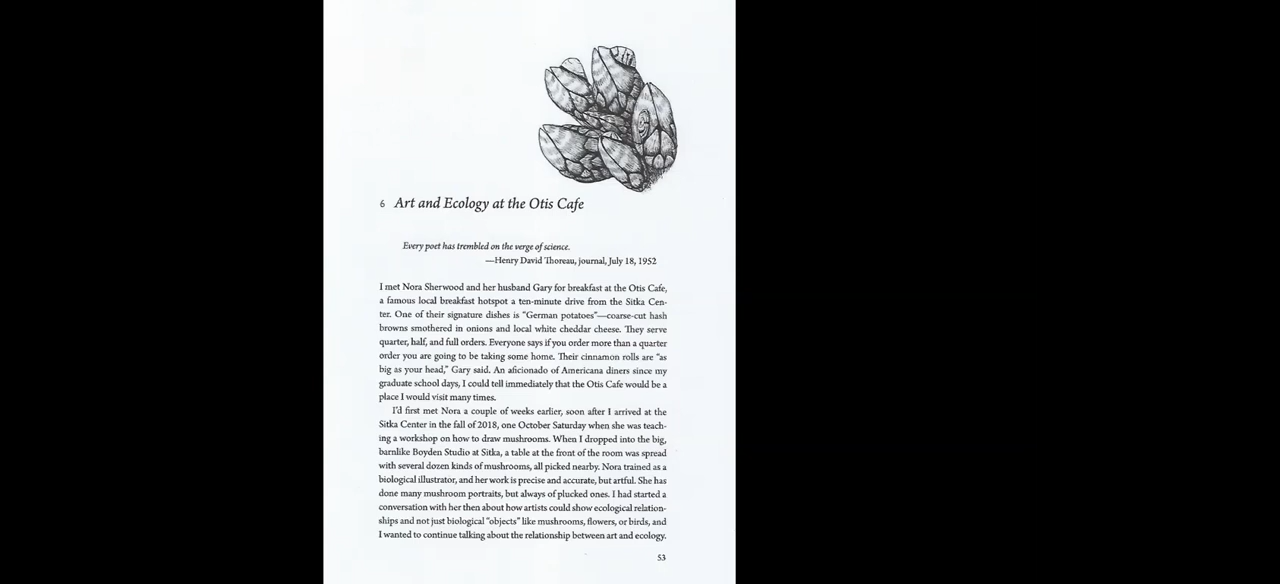 6 Art and Ecology at the Otis Cafe
Every poet has trembled on the verge of science.
—Henry David Thoreau, journal, July 18, 1952
I met Nora Sherwood and her husband Gary for breakfast at the Otis Cafe,
a famous local breakfast hotspot a ten-minute drive from the Sitka Cen-
ter. One of their signature dishes is “German potatoes”—coarse-cut hash
browns smothered in onions and local white cheddar cheese. They serve
quarter, half, and full orders. Everyone says if you order more than a quarter
order you are going to be taking some home. Their cinnamon rolls are “as
big as your head,” Gary said. An aficionado of Americana diners since my
graduate school days, I could tell immediately that the Otis Cafe would be a
place I would visit many times.
I’d first met Nora a couple of weeks earlier, soon after I arrived at the
Sitka Center in the fall of 2018, one October Saturday when she was teach-
ing a workshop on how to draw mushrooms. When I dropped into the big,
barnlike Boyden Studio at Sitka, a table at the front of the room was spread
with several dozen kinds of mushrooms, all picked nearby. Nora trained as a
biological illustrator, and her work is precise and accurate, but artful. She has
done many mushroom portraits, but always of plucked ones. I had started a
conversation with her then about how artists could show ecological relation-
ships and not just biological “objects” like mushrooms, flowers, or birds, and
I wanted to continue talking about the relationship between art and ecology.
53